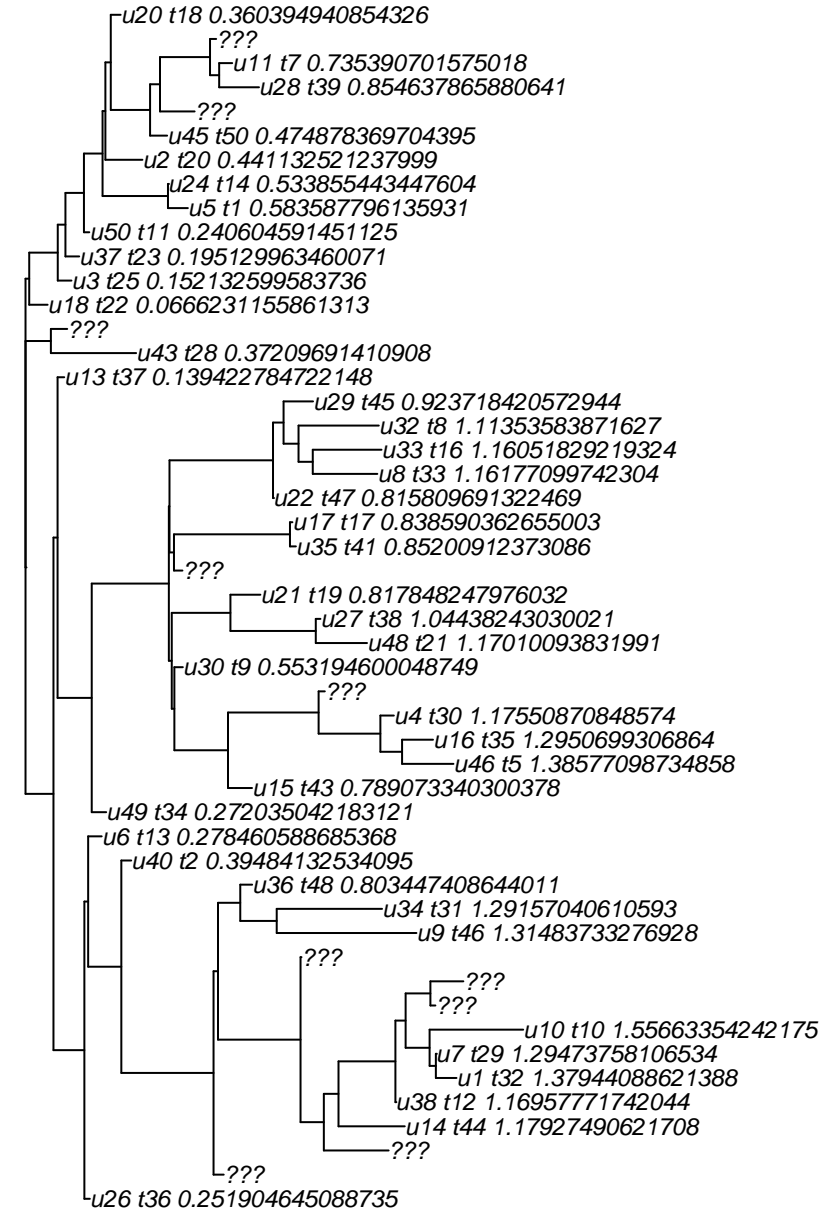 u20 t18 0.360394940854326
???
u11 t7 0.735390701575018
u28 t39 0.854637865880641
???
u45 t50 0.474878369704395
u2 t20 0.441132521237999
u24 t14 0.533855443447604
u5 t1 0.583587796135931
u50 t11 0.240604591451125
u37 t23 0.195129963460071
u3 t25 0.152132599583736
u18 t22 0.0666231155861313
???
u43 t28 0.37209691410908
u13 t37 0.139422784722148
u29 t45 0.923718420572944
u32 t8 1.11353583871627
u33 t16 1.16051829219324
u8 t33 1.16177099742304
u22 t47 0.815809691322469
u17 t17 0.838590362655003
u35 t41 0.85200912373086
???
u21 t19 0.817848247976032
u27 t38 1.04438243030021
u48 t21 1.17010093831991
u30 t9 0.553194600048749
???
u4 t30 1.17550870848574
u16 t35 1.2950699306864
u46 t5 1.38577098734858
u15 t43 0.789073340300378
u49 t34 0.272035042183121
u6 t13 0.278460588685368
u40 t2 0.39484132534095
u36 t48 0.803447408644011
u34 t31 1.29157040610593
u9 t46 1.31483733276928
???
???
???
u10 t10 1.55663354242175
u7 t29 1.29473758106534
u1 t32 1.37944088621388
u38 t12 1.16957771742044
u14 t44 1.17927490621708
???
???
u26 t36 0.251904645088735